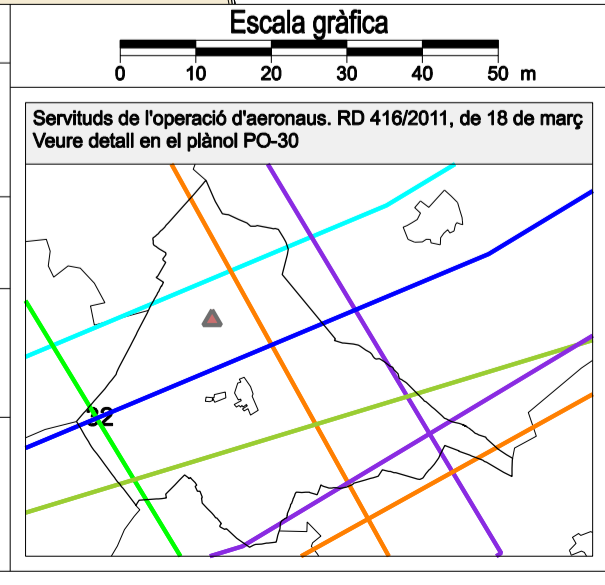 Escala gràfica
0 10 20 30 40 50 m
Servituds de l'operació d'aeronaus. RD 416/2011, de 18 de març
Veure detall en el plànol PO-30